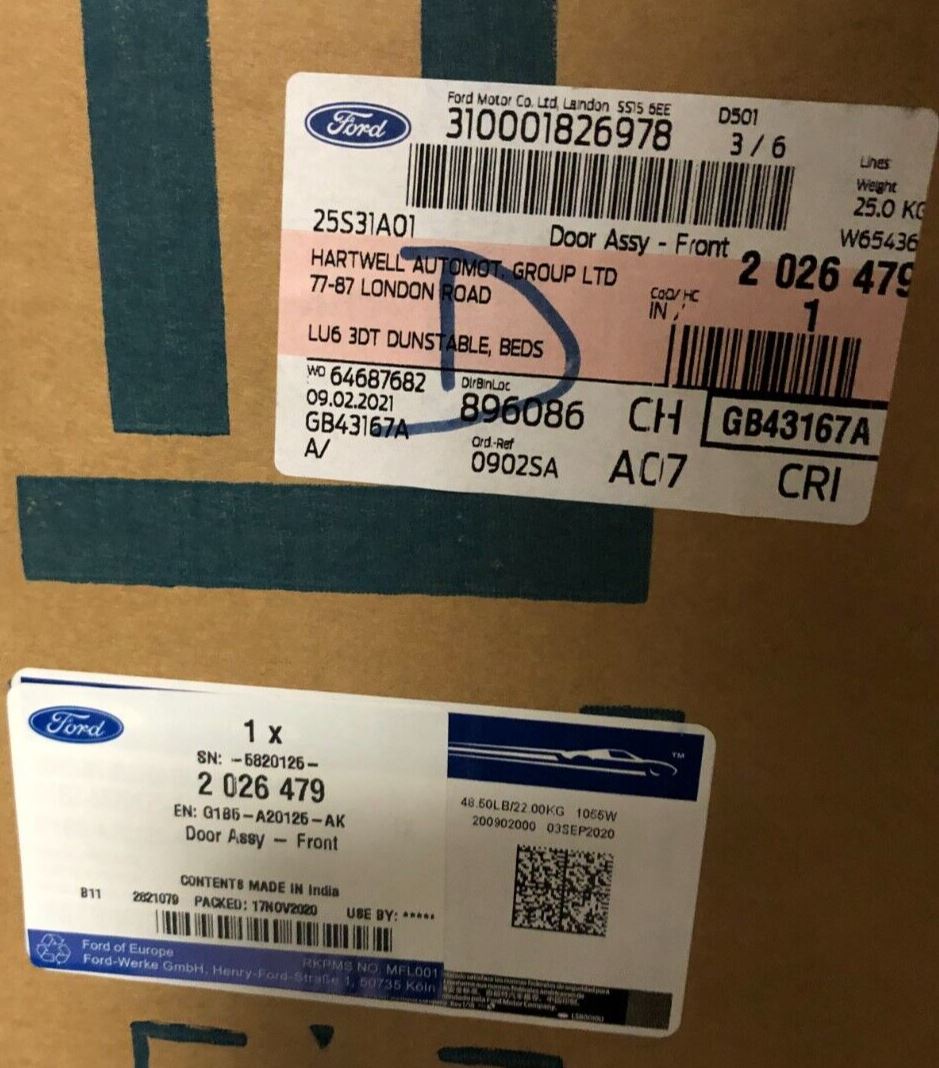 Ford
Ford Motor Co. Ltd, Laindon SS15 6EE
D501
310001826978
3 / 6
Lines
Weight
25.0 KG
25S31A01
Door Assy - Front
W65436
HARTWELL AUTOMOT. GROUP LTD
2 026 479
77-87 LONDON ROAD
CoO/ HC
IN /
1
LU6 3DT DUNSTABLE, BEDS
D
WO 64687682
DirBinLoc
09.02.2021
896086
CH
GB43167A
GB43167A
Ord.-Ref
A/
0902SA
A07
CRI
Ford
1 x
SN: -5820125-
2 026 479
EN: G1B5-A20125-AK
Door Assy - Front
TM
48.50LB/22.00KG 1055W
200902000 03SEP2020
CONTENTS MADE IN India
B11 2821079 PACKED: 17NOV2020 USE BY: *****
Ford of Europe
RKPMS NO. MFL001
Ford-Werke GmbH, Henry-Ford-Straße 1, 50735 Köln